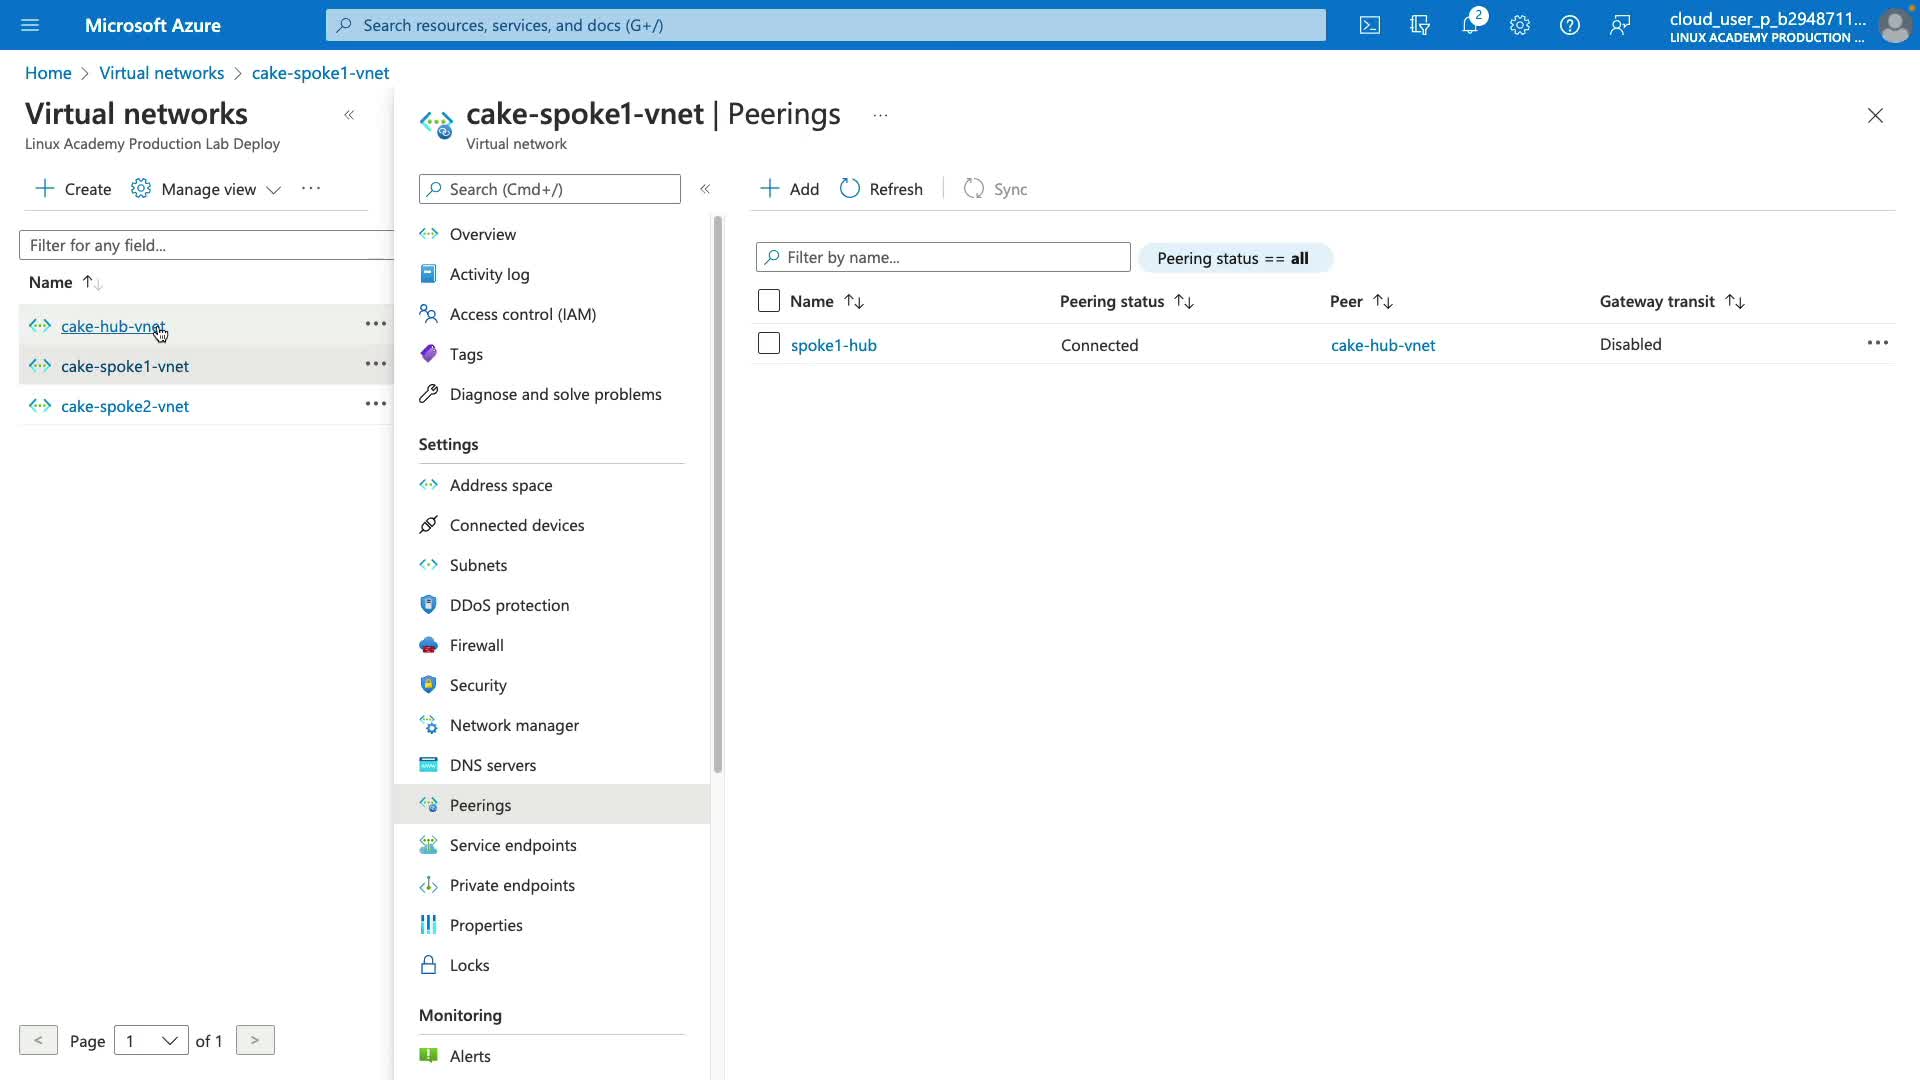 Microsoft Azure
Search resources, services, and docs (G+/)
2
cloud_user_p_b2948711...
LINUX ACADEMY PRODUCTION ...
Home > Virtual networks > cake-spoke1-vnet
Virtual networks
Linux Academy Production Lab Deploy
Create
Manage view
Filter for any field...
Name
cake-hub-vnet
cake-spoke1-vnet
cake-spoke2-vnet
< Page 1 of 1 >
cake-spoke1-vnet | Peerings
Virtual network
Search (Cmd+/)
Overview
Activity log
Access control (IAM)
Tags
Diagnose and solve problems
Settings
Address space
Connected devices
Subnets
DDoS protection
Firewall
Security
Network manager
DNS servers
Peerings
Service endpoints
Private endpoints
Properties
Locks
Monitoring
Alerts
Add Refresh Sync
Filter by name...
Peering status == all
Name Peering status Peer Gateway transit
spoke1-hub Connected cake-hub-vnet Disabled